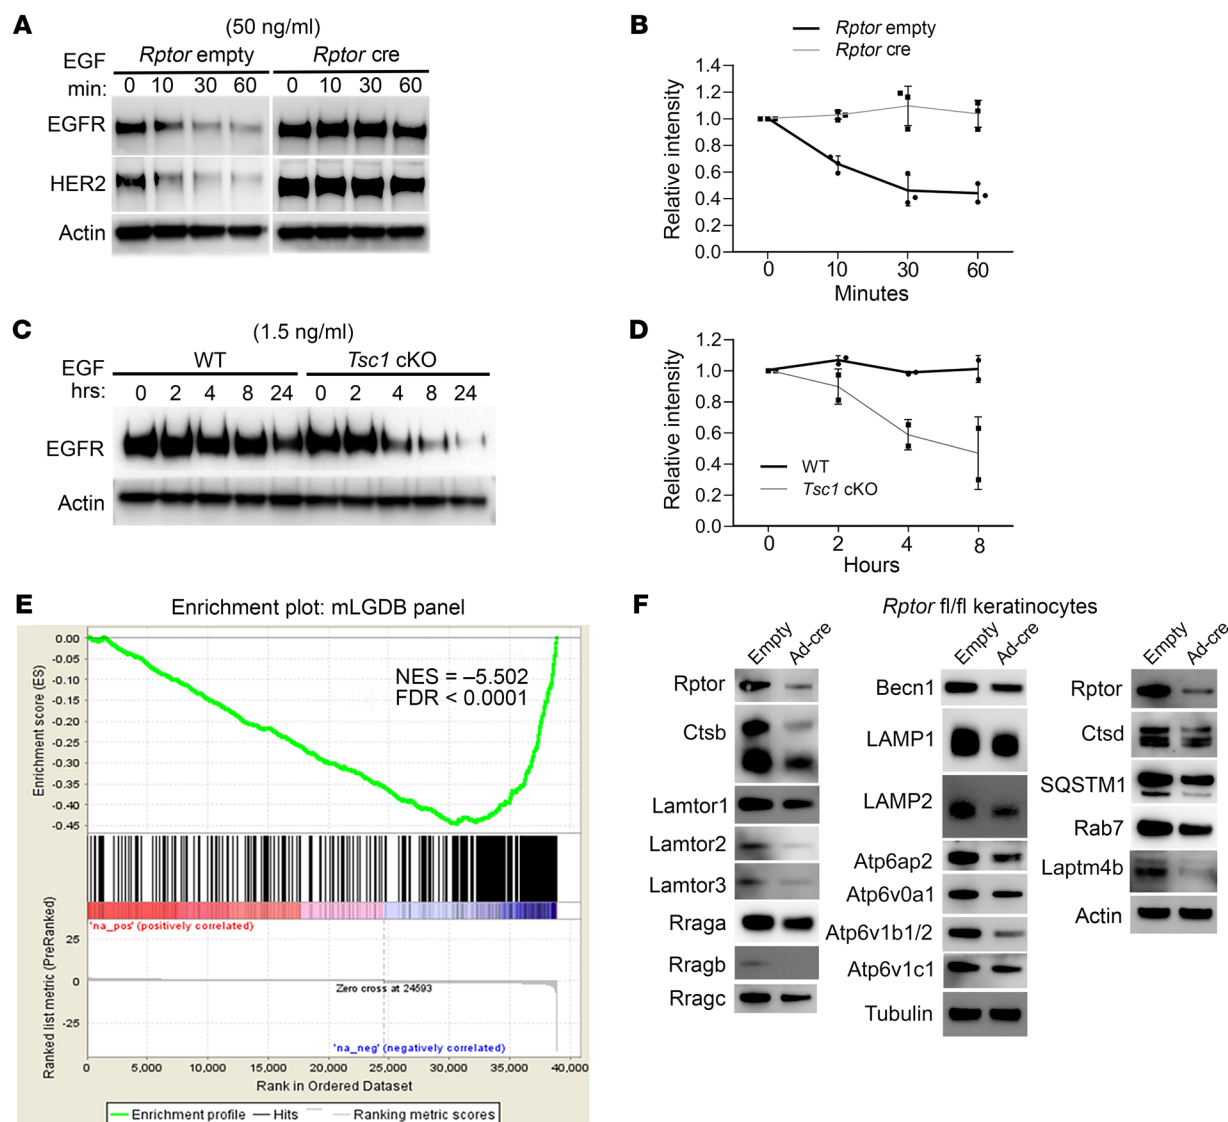 A
(50 ng/ml)
EGF Rptor empty Rptor cre
min: 0 10 30 60 0 10 30 60
EGFR
HER2
Actin
B
Rptor empty
Rptor cre
Relative intensity
1.4
1.2
1.0
0.8
0.6
0.4
0.2
0.0
0 10 30 60
Minutes
C
(1.5 ng/ml)
EGF WT Tsc1 cKO
hrs: 0 2 4 8 24 0 2 4 8 24
EGFR
Actin
D
Relative intensity
1.2
1.0
0.8
0.6
0.4
0.2
0.0
WT
Tsc1 cKO
0 2 4 8
Hours
E
Enrichment plot: mLGDB panel
Enrichment score (ES)
0.00
-0.05
-0.10
-0.15
-0.20
-0.25
-0.30
-0.35
-0.40
-0.45
NES = –5.502
FDR < 0.0001
'na_pos' (positively correlated)
Ranked list metric (PreRanked)
25
0
-25
Zero cross at 24593
'na_neg' (negatively correlated)
0 5,000 10,000 15,000 20,000 25,000 30,000 35,000 40,000
Rank in Ordered Dataset
Enrichment profile Hits Ranking metric scores
F
Rptor fl/fl keratinocytes
Empty Ad-cre
Rptor
Ctsb
Lamtor1
Lamtor2
Lamtor3
Rraga
Rragb
Rragc
Empty Ad-cre
Becn1
LAMP1
LAMP2
Atp6ap2
Atp6v0a1
Atp6v1b1/2
Atp6v1c1
Tubulin
Empty Ad-cre
Rptor
Ctsd
SQSTM1
Rab7
Laptm4b
Actin